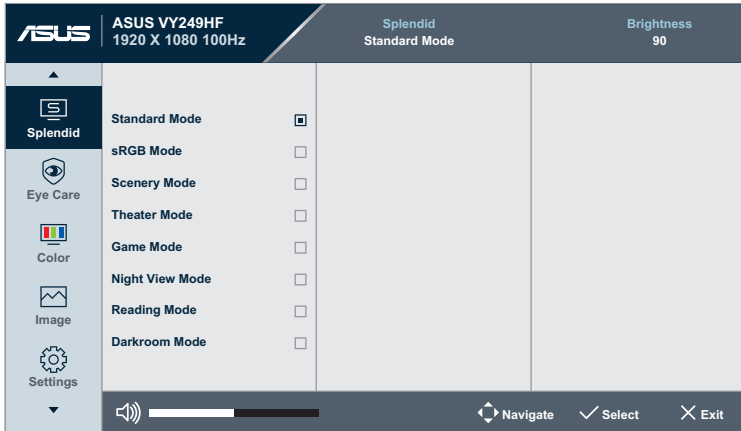 ASUS
ASUS VY249HF
1920 X 1080 100Hz
Splendid
Standard Mode
Brightness
90
S
Splendid
Eye Care
Color
Image
Settings
Standard Mode
sRGB Mode
Scenery Mode
Theater Mode
Game Mode
Night View Mode
Reading Mode
Darkroom Mode
Navigate
Select
Exit